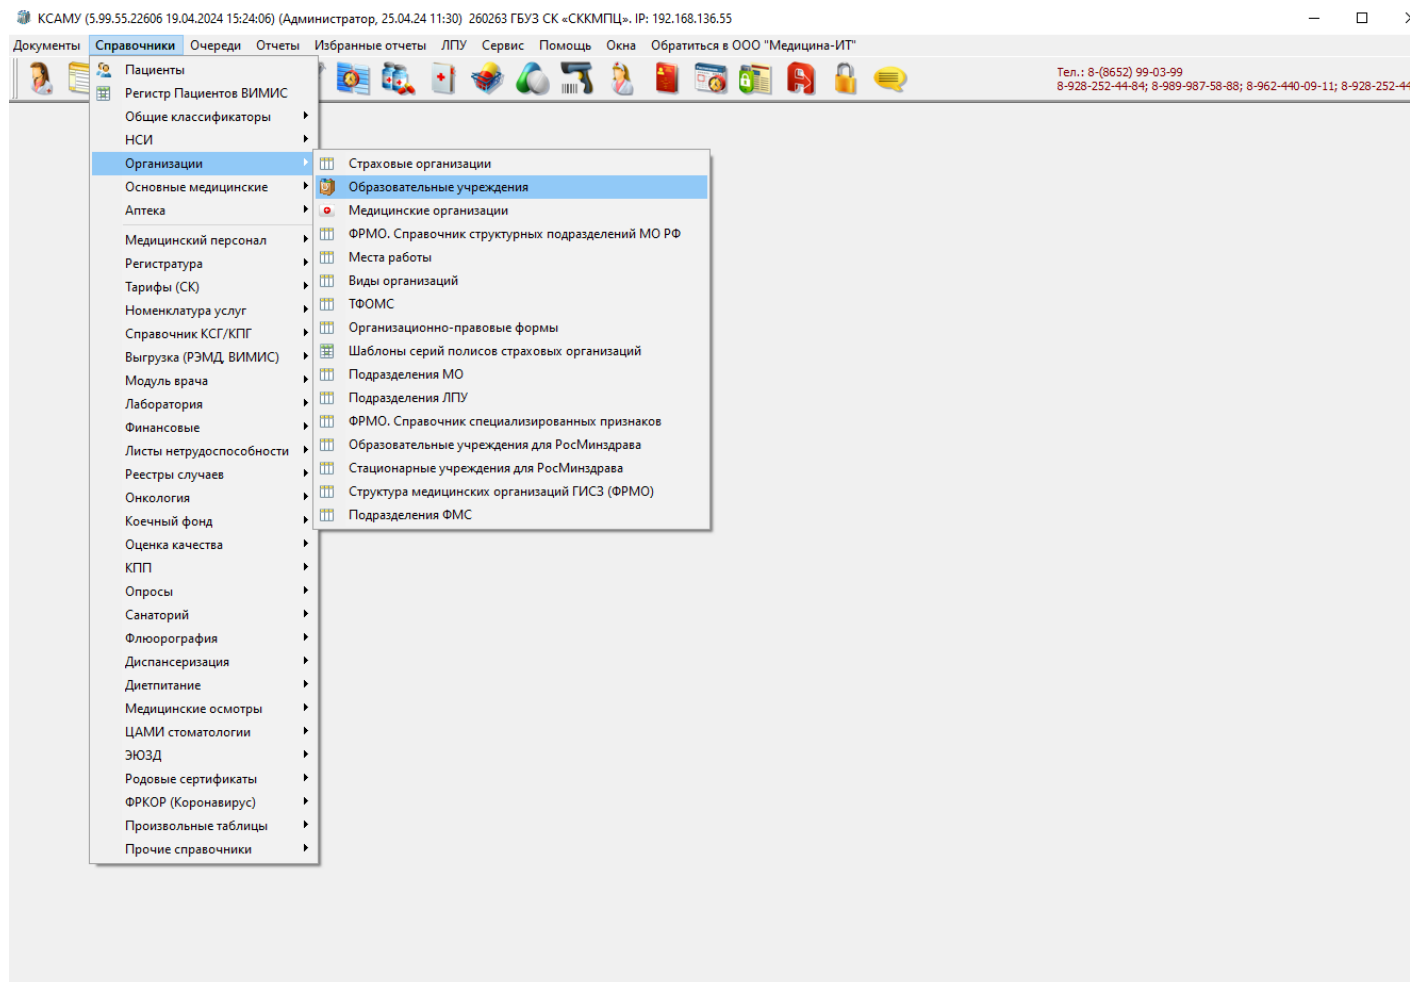 КСАМУ (5.99.55.22606 19.04.2024 15:24:06) (Администратор, 25.04.24 11:30) 260263 ГБУЗ СК «СККМПЦ». IP: 192.168.136.55
Документы Справочники Очереди Отчеты Избранные отчеты ЛПУ Сервис Помощь Окна Обратиться в ООО "Медицина-ИТ"
Тел.: 8-(8652) 99-03-99
8-928-252-44-84; 8-989-987-58-88; 8-962-440-09-11; 8-928-252-44
Пациенты
Регистр Пациентов ВИМИС
Общие классификаторы
НСИ
Организации
Основные медицинские
Аптека
Медицинский персонал
Регистратура
Тарифы (СК)
Номенклатура услуг
Справочник КСГ/КПГ
Выгрузка (РЭМД, ВИМИС)
Модуль врача
Лаборатория
Финансовые
Листы нетрудоспособности
Реестры случаев
Онкология
Коечный фонд
Оценка качества
КПП
Опросы
Санаторий
Флюорография
Диспансеризация
Диетпитание
Медицинские осмотры
ЦАМИ стоматологии
ЭЮЗД
Родовые сертификаты
ФРКОР (Коронавирус)
Произвольные таблицы
Прочие справочники
Страховые организации
Образовательные учреждения
Медицинские организации
ФРМО. Справочник структурных подразделений МО РФ
Места работы
Виды организаций
ТФОМС
Организационно-правовые формы
Шаблоны серий полисов страховых организаций
Подразделения МО
Подразделения ЛПУ
ФРМО. Справочник специализированных признаков
Образовательные учреждения для РосМинздрава
Стационарные учреждения для РосМинздрава
Структура медицинских организаций ГИСЗ (ФРМО)
Подразделения ФМС